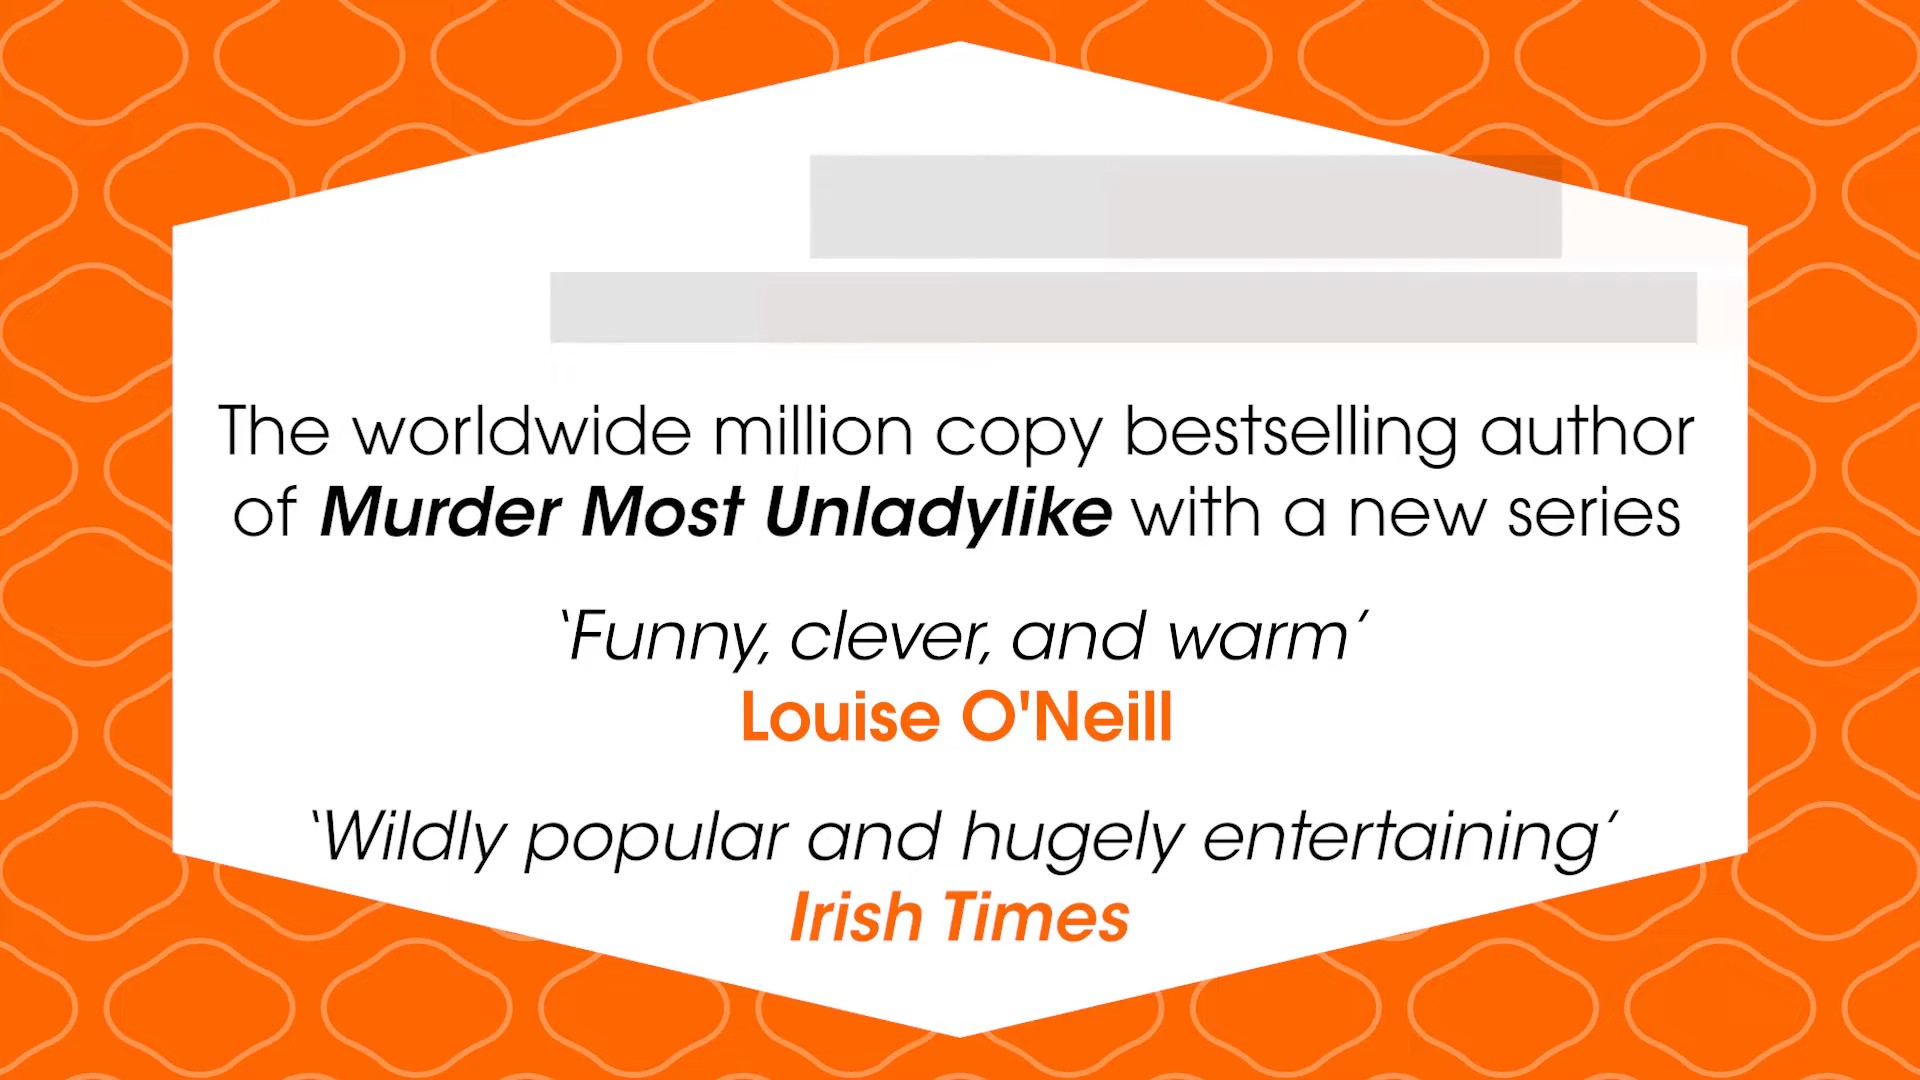 The worldwide million copy bestselling author
of Murder Most Unladylike with a new series
‘Funny, clever, and warm’
Louise O'Neill
‘Wildly popular and hugely entertaining’
Irish Times